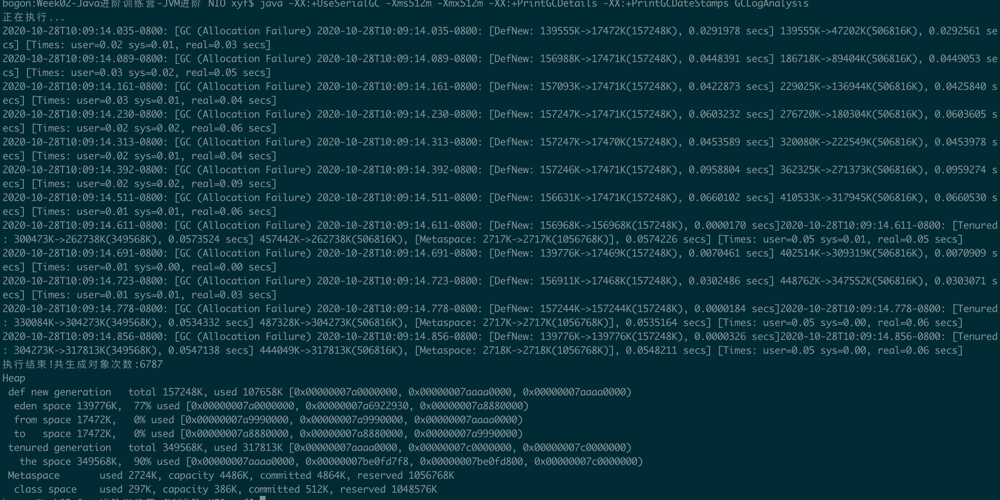 bogon:Week02-Java进阶训练营-JVM进阶 NIO xyf$ java -XX:+UseSerialGC -Xms512m -Xmx512m -XX:+PrintGCDetails -XX:+PrintGCDateStamps GCLogAnalysis
正在执行...
2020-10-28T10:09:14.035-0800: [GC (Allocation Failure) 2020-10-28T10:09:14.035-0800: [DefNew: 139555K->17472K(157248K), 0.0291978 secs] 139555K->47202K(506816K), 0.0292561 se
cs] [Times: user=0.02 sys=0.01, real=0.03 secs]
2020-10-28T10:09:14.089-0800: [GC (Allocation Failure) 2020-10-28T10:09:14.089-0800: [DefNew: 156988K->17471K(157248K), 0.0448391 secs] 186718K->89404K(506816K), 0.0449053 se
cs] [Times: user=0.03 sys=0.02, real=0.05 secs]
2020-10-28T10:09:14.161-0800: [GC (Allocation Failure) 2020-10-28T10:09:14.161-0800: [DefNew: 157093K->17471K(157248K), 0.0422873 secs] 229025K->136944K(506816K), 0.0425840 s
ecs] [Times: user=0.03 sys=0.01, real=0.04 secs]
2020-10-28T10:09:14.230-0800: [GC (Allocation Failure) 2020-10-28T10:09:14.230-0800: [DefNew: 157247K->17471K(157248K), 0.0603232 secs] 276720K->180304K(506816K), 0.0603605 s
ecs] [Times: user=0.02 sys=0.02, real=0.06 secs]
2020-10-28T10:09:14.313-0800: [GC (Allocation Failure) 2020-10-28T10:09:14.313-0800: [DefNew: 157247K->17470K(157248K), 0.0453589 secs] 320080K->222549K(506816K), 0.0453978 s
ecs] [Times: user=0.02 sys=0.01, real=0.04 secs]
2020-10-28T10:09:14.392-0800: [GC (Allocation Failure) 2020-10-28T10:09:14.392-0800: [DefNew: 157246K->17471K(157248K), 0.0958804 secs] 362325K->271373K(506816K), 0.0959274 s
ecs] [Times: user=0.02 sys=0.02, real=0.09 secs]
2020-10-28T10:09:14.511-0800: [GC (Allocation Failure) 2020-10-28T10:09:14.511-0800: [DefNew: 156631K->17471K(157248K), 0.0660102 secs] 410533K->317945K(506816K), 0.0660530 s
ecs] [Times: user=0.01 sys=0.01, real=0.06 secs]
2020-10-28T10:09:14.611-0800: [GC (Allocation Failure) 2020-10-28T10:09:14.611-0800: [DefNew: 156968K->156968K(157248K), 0.0000170 secs]2020-10-28T10:09:14.611-0800: [Tenured
: 300473K->262738K(349568K), 0.0573524 secs] 457442K->262738K(506816K), [Metaspace: 2717K->2717K(1056768K)], 0.0574226 secs] [Times: user=0.05 sys=0.01, real=0.05 secs]
2020-10-28T10:09:14.691-0800: [GC (Allocation Failure) 2020-10-28T10:09:14.691-0800: [DefNew: 139776K->17469K(157248K), 0.0070461 secs] 402514K->309319K(506816K), 0.0070909 s
ecs] [Times: user=0.01 sys=0.00, real=0.00 secs]
2020-10-28T10:09:14.723-0800: [GC (Allocation Failure) 2020-10-28T10:09:14.723-0800: [DefNew: 156911K->17468K(157248K), 0.0302486 secs] 448762K->347552K(506816K), 0.0303071 s
ecs] [Times: user=0.01 sys=0.01, real=0.03 secs]
2020-10-28T10:09:14.778-0800: [GC (Allocation Failure) 2020-10-28T10:09:14.778-0800: [DefNew: 157244K->157244K(157248K), 0.0000184 secs]2020-10-28T10:09:14.778-0800: [Tenured
: 330084K->304273K(349568K), 0.0534332 secs] 487328K->304273K(506816K), [Metaspace: 2717K->2717K(1056768K)], 0.0535164 secs] [Times: user=0.05 sys=0.00, real=0.06 secs]
2020-10-28T10:09:14.856-0800: [GC (Allocation Failure) 2020-10-28T10:09:14.856-0800: [DefNew: 139776K->139776K(157248K), 0.0000326 secs]2020-10-28T10:09:14.856-0800: [Tenured
: 304273K->317813K(349568K), 0.0547138 secs] 444049K->317813K(506816K), [Metaspace: 2718K->2718K(1056768K)], 0.0548211 secs] [Times: user=0.05 sys=0.00, real=0.06 secs]
执行结束!共生成对象次数:6787
Heap
 def new generation   total 157248K, used 107658K [0x00000007a0000000, 0x00000007aaaa0000, 0x00000007aaaa0000)
  eden space 139776K,  77% used [0x00000007a0000000, 0x00000007a6922930, 0x00000007a8880000)
  from space 17472K,   0% used [0x00000007a9990000, 0x00000007a9990000, 0x00000007aaaa0000)
  to   space 17472K,   0% used [0x00000007a8880000, 0x00000007a8880000, 0x00000007a9990000)
 tenured generation   total 349568K, used 317813K [0x00000007aaaa0000, 0x00000007c0000000, 0x00000007c0000000)
   the space 349568K,  90% used [0x00000007aaaa0000, 0x00000007be0fd7f8, 0x00000007be0fd800, 0x00000007c0000000)
 Metaspace       used 2724K, capacity 4486K, committed 4864K, reserved 1056768K
  class space    used 297K, capacity 386K, committed 512K, reserved 1048576K